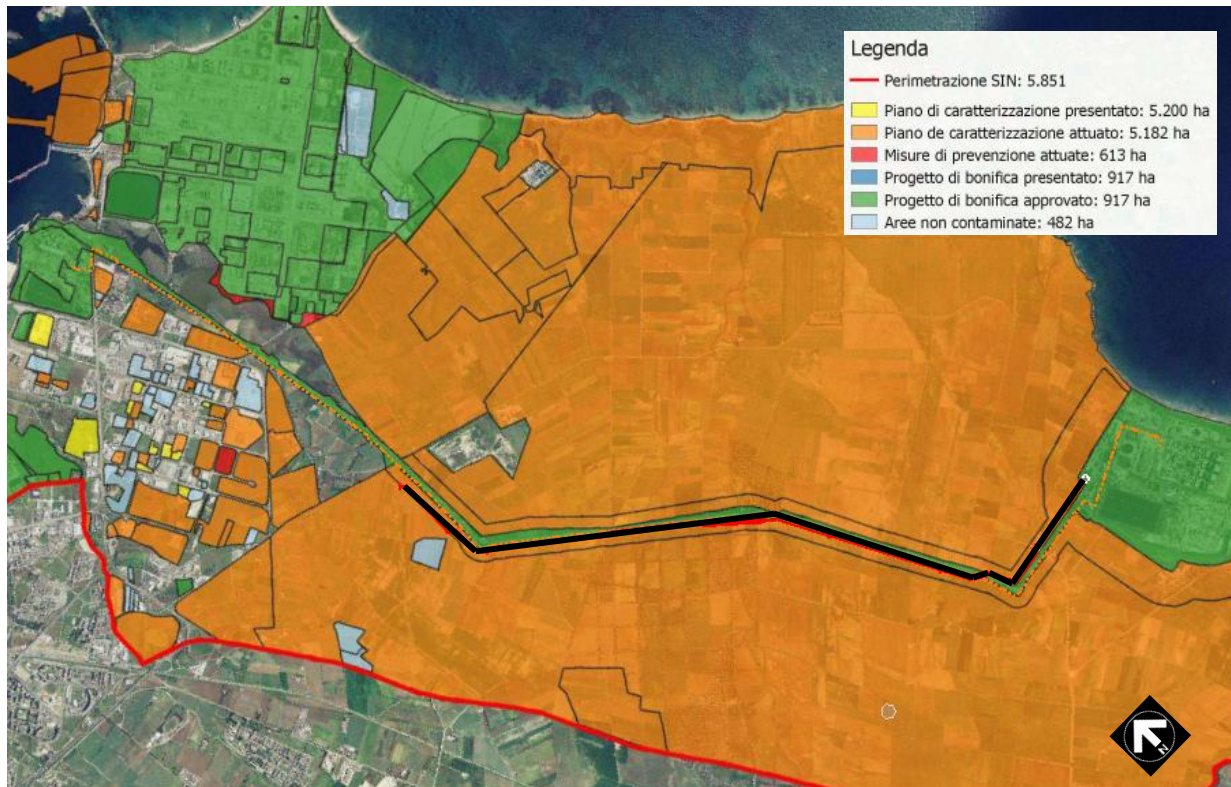 Legenda
Perimetrazione SIN: 5.851
Piano di caratterizzazione presentato: 5.200 ha
Piano de caratterizzazione attuato: 5.182 ha
Misure di prevenzione attuate: 613 ha
Progetto di bonifica presentato: 917 ha
Progetto di bonifica approvato: 917 ha
Aree non contaminate: 482 ha
N